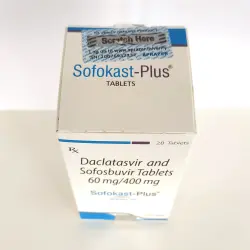 Scratch Here
Sofokast-Plus®
TABLETS
Rx
28 Tablets
Daclatasvir and
Sofosbuvir Tablets
60 mg/400 mg
Sofokast-Plus®